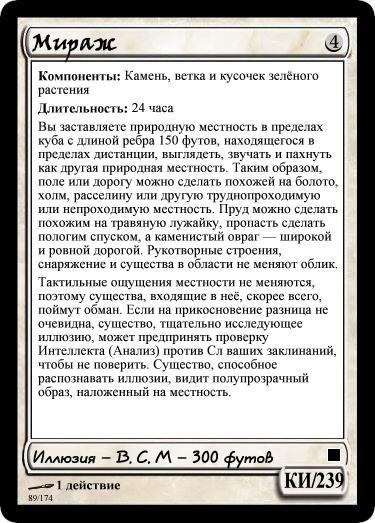 Мираж 4
Компоненты: Камень, ветка и кусочек зелёного
растения
Длительность: 24 часа
Вы заставляете природную местность в пределах
куба с длиной ребра 150 футов, находящегося в
пределах дистанции, выглядеть, звучать и пахнуть
как другая природная местность. Таким образом,
поле или дорогу можно сделать похожей на болото,
холм, расселину или другую труднопроходимую
или непроходимую местность. Пруд можно сделать
похожим на травяную лужайку, пропасть сделать
пологим спуском, а каменистый овраг — широкой
и ровной дорогой. Рукотворные строения,
снаряжение и существа в области не меняют облик.
Тактильные ощущения местности не меняются,
поэтому существа, входящие в неё, скорее всего,
поймут обман. Если на прикосновение разница не
очевидна, существо, тщательно исследующее
иллюзию, может предпринять проверку
Интеллекта (Анализ) против Сл ваших заклинаний,
чтобы не поверить. Существо, способное
распознавать иллюзии, видит полупрозрачный
образ, наложенный на местность.
Иллюзия – В, С, М – 300 футов
КИ/239
1 действие
89/174